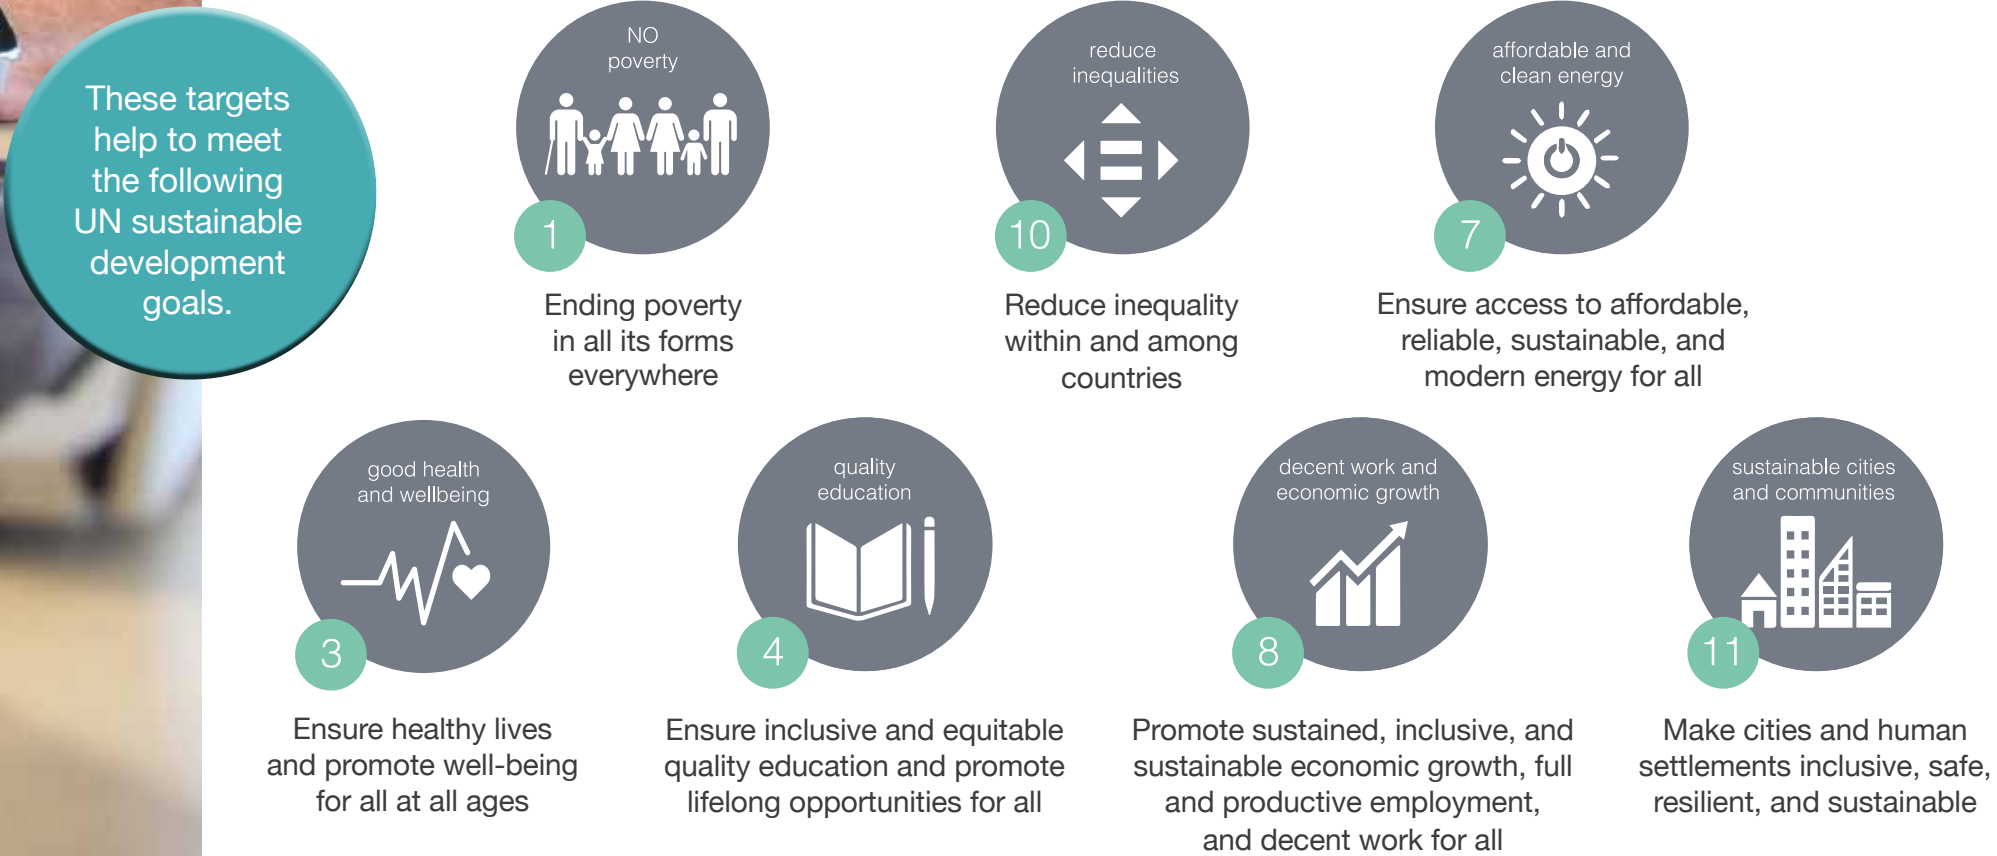 These targets
help to meet
the following
UN sustainable
development
goals.
NO
poverty
1
Ending poverty
in all its forms
everywhere
reduce
inequalities
10
Reduce inequality
within and among
countries
affordable and
clean energy
7
Ensure access to affordable,
reliable, sustainable, and
modern energy for all
good health
and wellbeing
3
Ensure healthy lives
and promote well-being
for all at all ages
quality
education
4
Ensure inclusive and equitable
quality education and promote
lifelong opportunities for all
decent work and
economic growth
8
Promote sustained, inclusive, and
sustainable economic growth, full
and productive employment,
and decent work for all
sustainable cities
and communities
11
Make cities and human
settlements inclusive, safe,
resilient, and sustainable